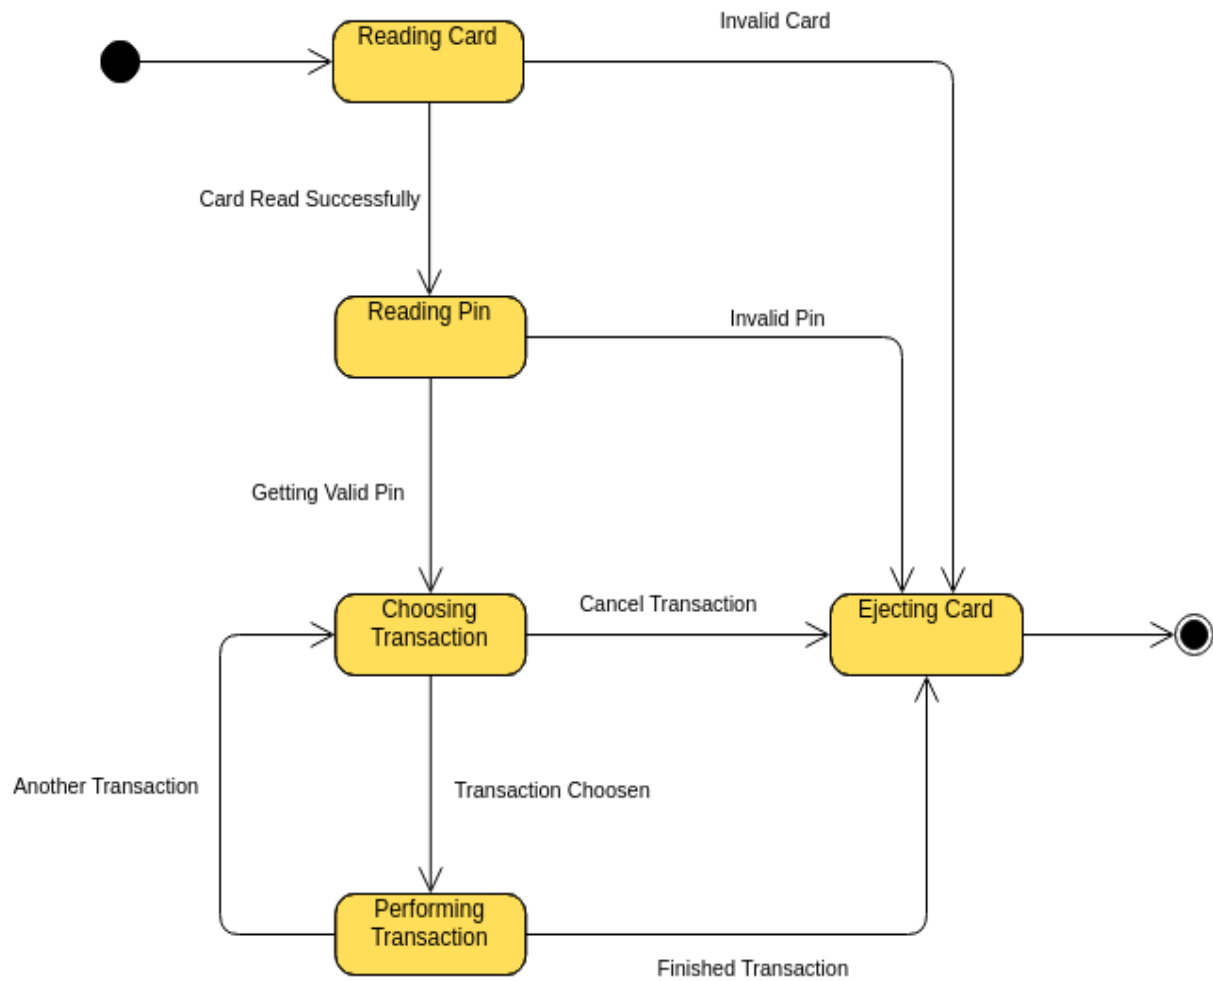 Invalid Card
Reading Card
Card Read Successfully
Reading Pin
Invalid Pin
Getting Valid Pin
Choosing
Transaction
Cancel Transaction
Ejecting Card
Another Transaction
Transaction Choosen
Performing
Transaction
Finished Transaction